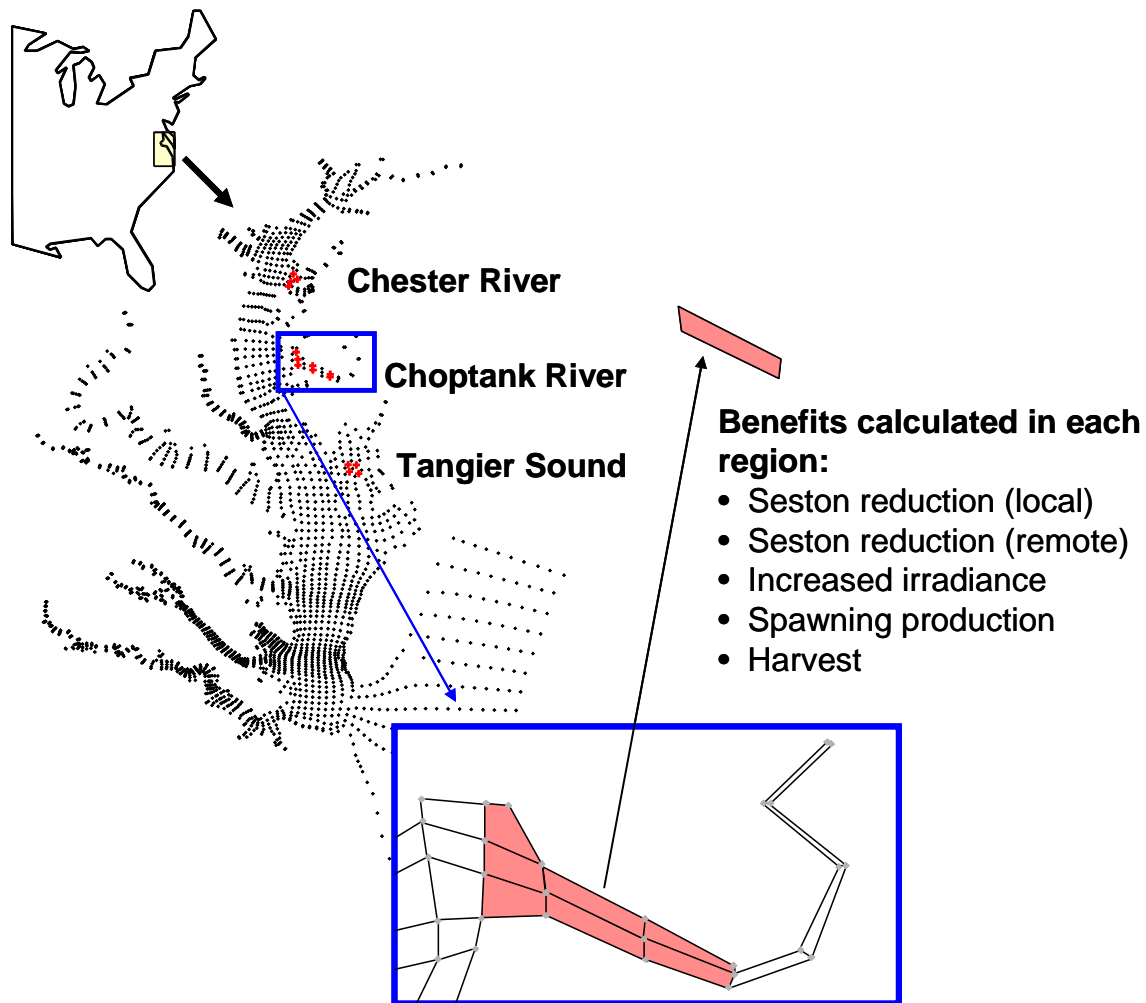 Chester River
Choptank River
Tangier Sound
Benefits calculated in each
region:
• Seston reduction (local)
• Seston reduction (remote)
• Increased irradiance
• Spawning production
• Harvest